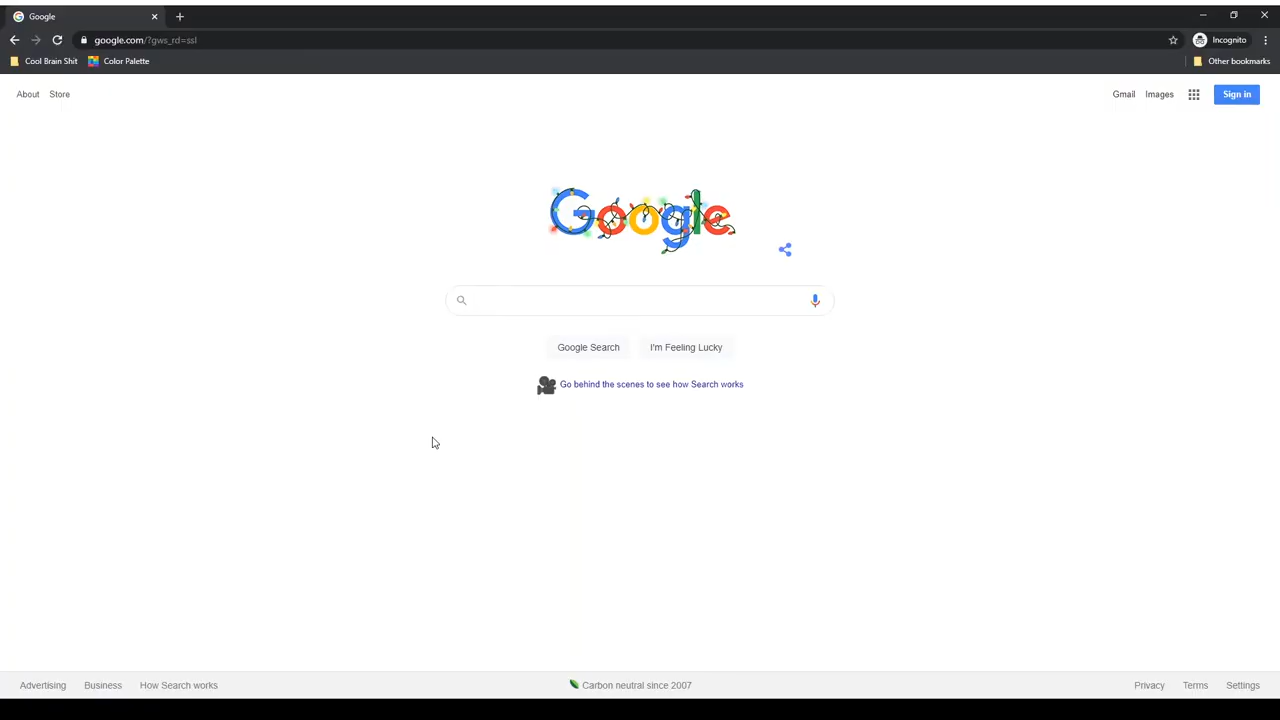 Google
google.com/?gws_rd=ssl
Incognito
Cool Brain Shit
Color Palette
Other bookmarks
About
Store
Gmail
Images
Sign in
Google
Google Search
I'm Feeling Lucky
Go behind the scenes to see how Search works
Advertising
Business
How Search works
Carbon neutral since 2007
Privacy
Terms
Settings